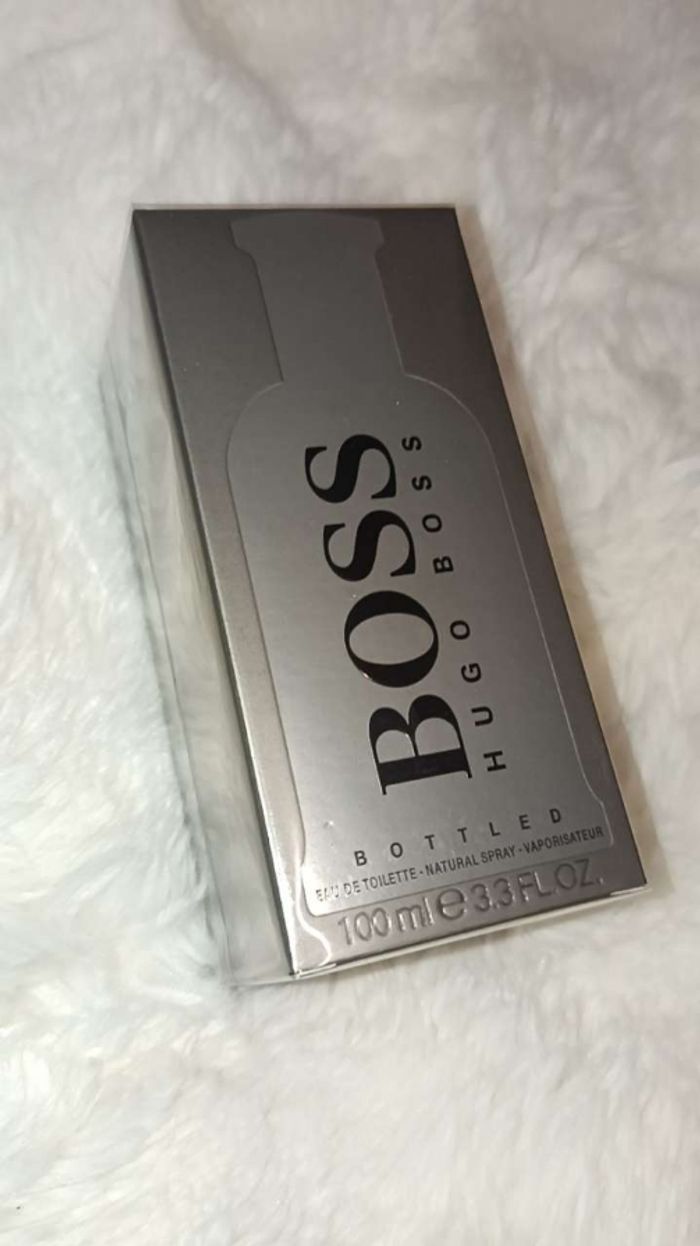 BOSS
HUGO BOSS
BOTTLED
EAU DE TOILETTE - NATURAL SPRAY - VAPORISATEUR
100 ml ℮ 3.3 FL.OZ.